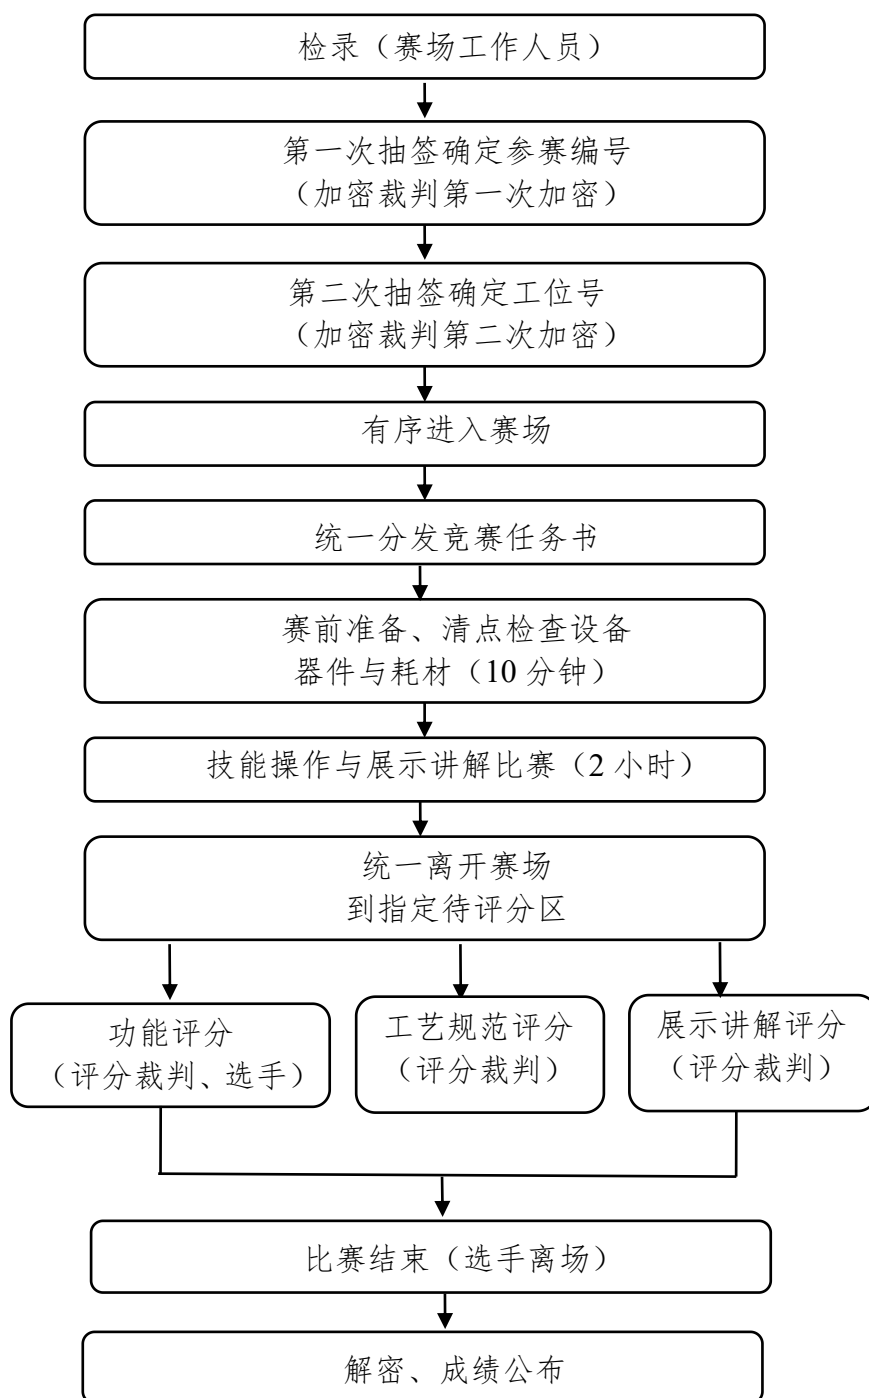 检录（赛场工作人员）
第一次抽签确定参赛编号
（加密裁判第一次加密）
第二次抽签确定工位号
（加密裁判第二次加密）
有序进入赛场
统一分发竞赛任务书
赛前准备、清点检查设备
器件与耗材（10 分钟）
技能操作与展示讲解比赛（2 小时）
统一离开赛场
到指定待评分区
功能评分
（评分裁判、选手）
工艺规范评分
（评分裁判）
展示讲解评分
（评分裁判）
比赛结束（选手离场）
解密、成绩公布